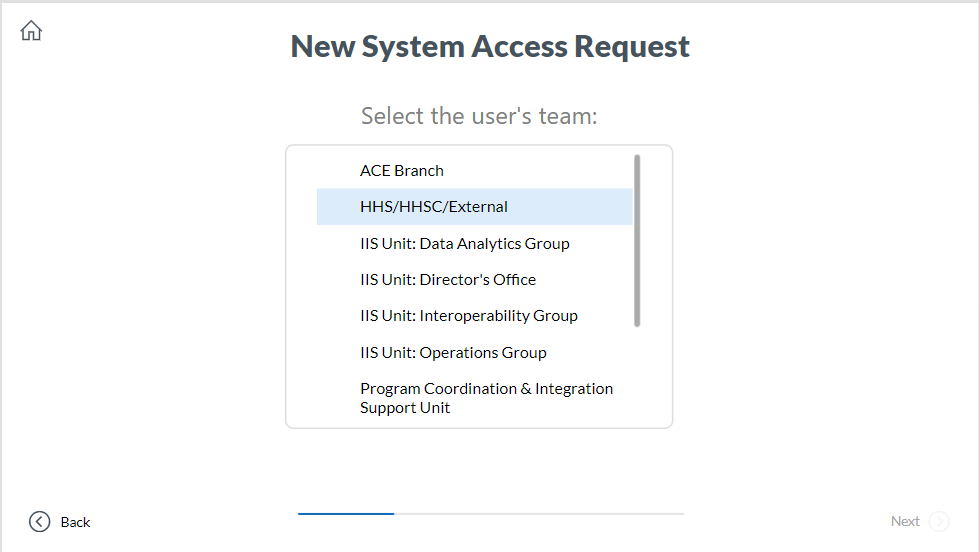 New System Access Request
Select the user's team:
ACE Branch
HHS/HHSC/External
IIS Unit: Data Analytics Group
IIS Unit: Director's Office
IIS Unit: Interoperability Group
IIS Unit: Operations Group
Program Coordination & Integration
Support Unit
Back
Next